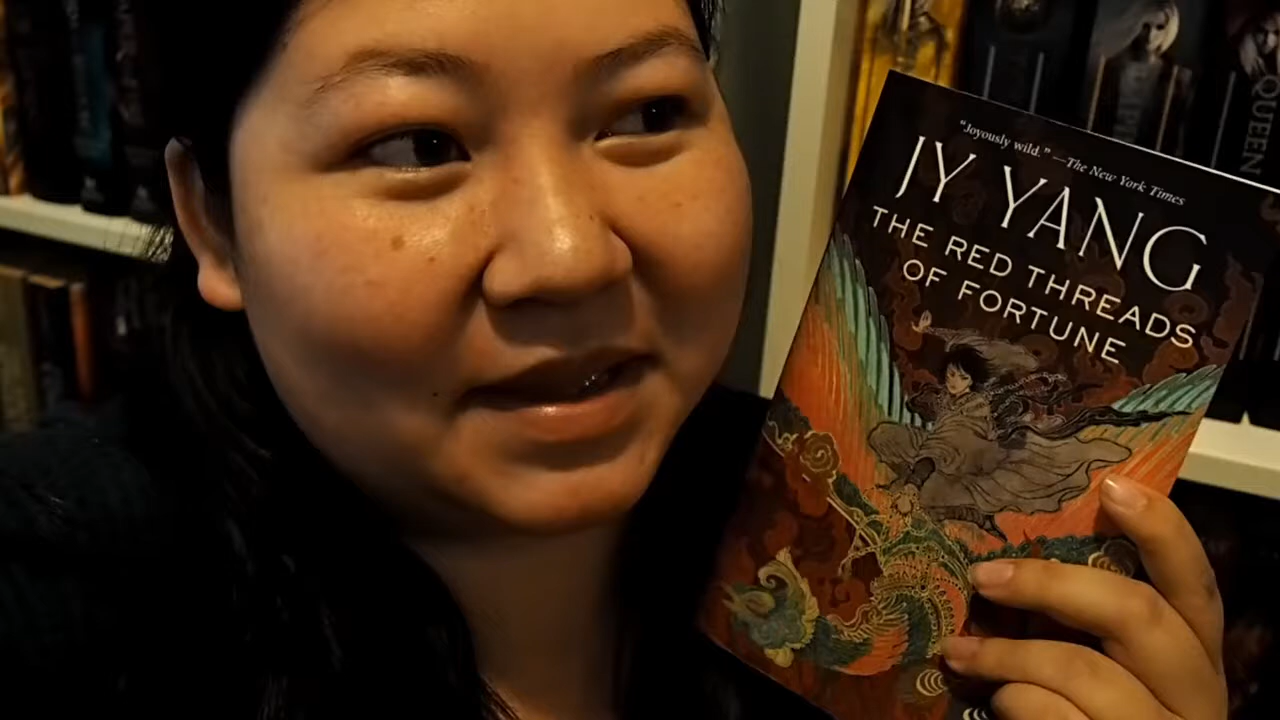 "Joyously wild." —The New York Times
JY YANG
THE RED THREADS
OF FORTUNE
QUEEN